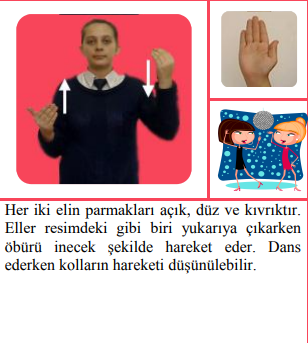 Her iki elin parmakları açık, düz ve kıvrıktır.
Eller resimdeki gibi biri yukarıya çıkarken
öbürü inecek şekilde hareket eder. Dans
ederken kolların hareketi düşünülebilir.